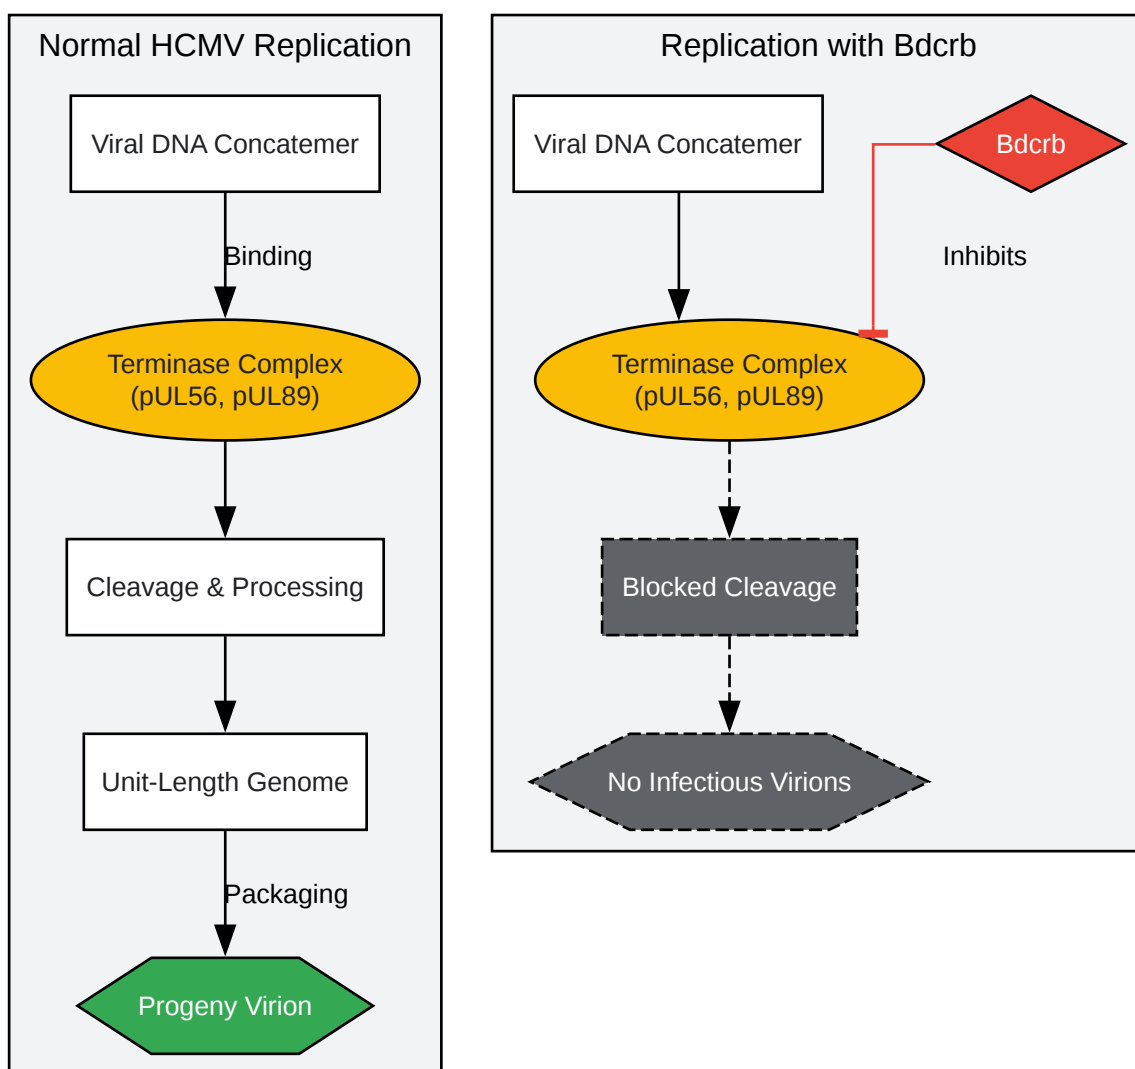 Normal HCMV Replication
Viral DNA Concatemer
Binding
Terminase Complex
(pUL56, pUL89)
Cleavage & Processing
Unit-Length Genome
Packaging
Progeny Virion
Replication with Bdcrb
Viral DNA Concatemer
Bdcrb
Inhibits
Terminase Complex
(pUL56, pUL89)
Blocked Cleavage
No Infectious Virions